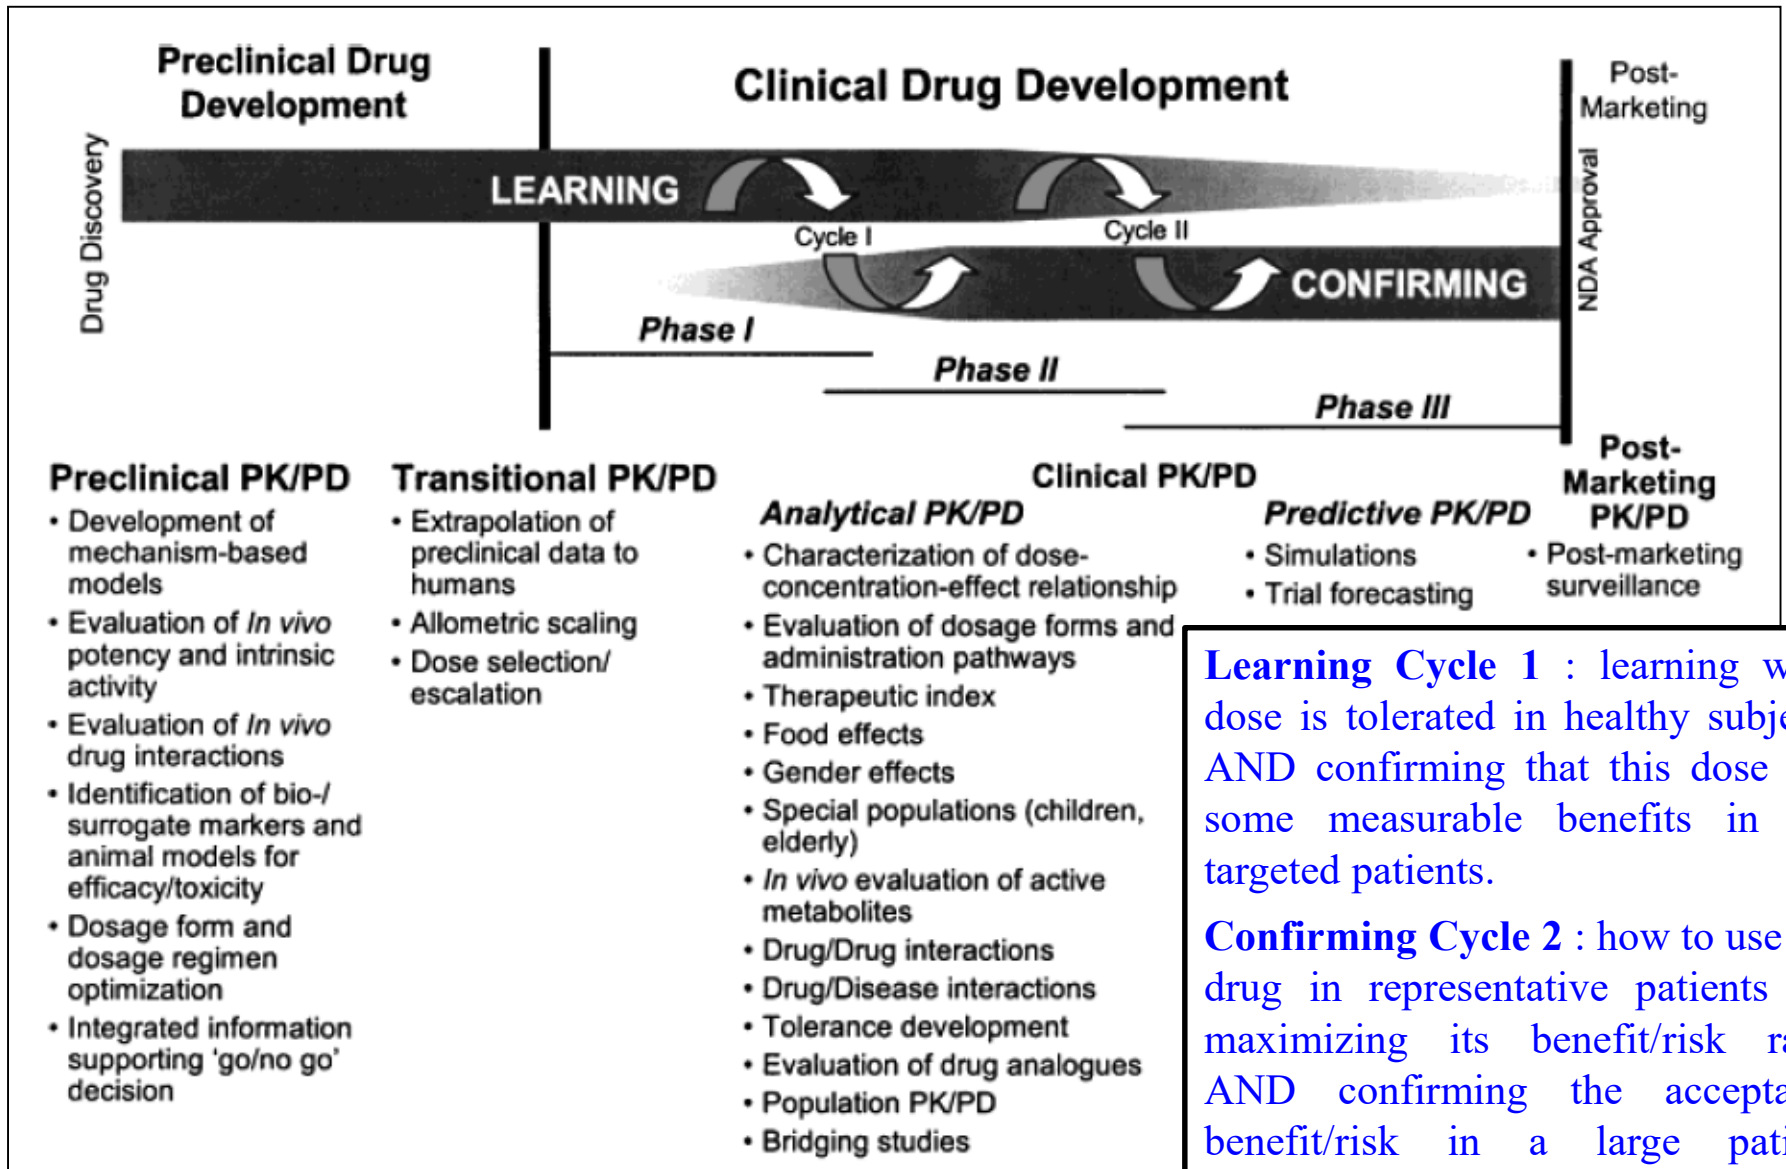 Preclinical Drug
Development
Clinical Drug Development
Post-
Marketing
Drug Discovery
LEARNING
Cycle I
Cycle II
CONFIRMING
NDA Approval
Phase I
Phase II
Phase III
Preclinical PK/PD
• Development of
mechanism-based
models
• Evaluation of In vivo
potency and intrinsic
activity
• Evaluation of In vivo
drug interactions
• Identification of bio-/
surrogate markers and
animal models for
efficacy/toxicity
• Dosage form and
dosage regimen
optimization
• Integrated information
supporting 'go/no go'
decision
Transitional PK/PD
• Extrapolation of
preclinical data to
humans
• Allometric scaling
• Dose selection/
escalation
Clinical PK/PD
Analytical PK/PD
• Characterization of dose-
concentration-effect relationship
• Evaluation of dosage forms and
administration pathways
• Therapeutic index
• Food effects
• Gender effects
• Special populations (children,
elderly)
• In vivo evaluation of active
metabolites
• Drug/Drug interactions
• Drug/Disease interactions
• Tolerance development
• Evaluation of drug analogues
• Population PK/PD
• Bridging studies
Predictive PK/PD
• Simulations
• Trial forecasting
Post-
Marketing
PK/PD
• Post-marketing
surveillance
Learning Cycle 1 : learning
dose is tolerated in healthy
AND confirming that this dose
some measurable benefits in
targeted patients.
Confirming Cycle 2 : how to use
drug in representative patients
maximizing its benefit/risk
AND confirming the
benefit/risk in a large